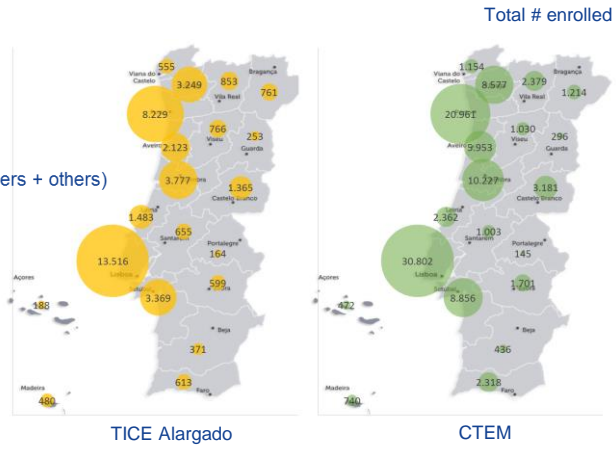 Total # enrolled
555
Viana do
Castelo
3.249
853
Bragança
Vila Real
761
8.229
766
Viseu
253
Guarda
Aveiro
2.123
ers + others)
3.777
1.365
Castelo Branco
1.483
Santarém
655
Portalegre
164
13.516
Lisboa
599
Setúbal
3.369
Açores
188
Beja
371
Madeira
480
613
Faro
TICE Alargado
1.154
Viana do
Castelo
8.577
2.379
Bragança
Vila Real
1.214
20.961
1.030
Viseu
296
Guarda
Aveiro
5.953
10.227
3.181
Castelo Branco
2.362
Santarém
1.003
Portalegre
145
30.802
Lisboa
1.701
Setúbal
8.856
Açores
472
Beja
436
Madeira
740
2.318
Faro
CTEM